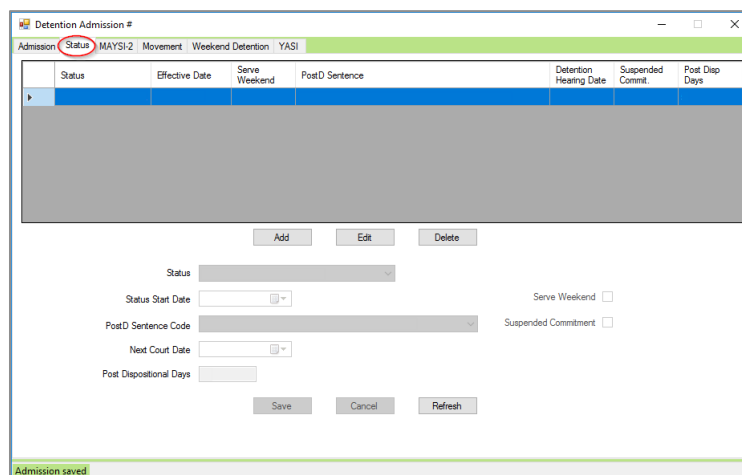 Detention Admission #
Admission Status MAYSI-2 Movement Weekend Detention YASI
Status Effective Date Serve Weekend PostD Sentence Detention Hearing Date Suspended Commit. Post Disp Days
Add Edit Delete
Status
Status Start Date Serve Weekend
PostD Sentence Code Suspended Commitment
Next Court Date
Post Dispositional Days
Save Cancel Refresh
Admission saved